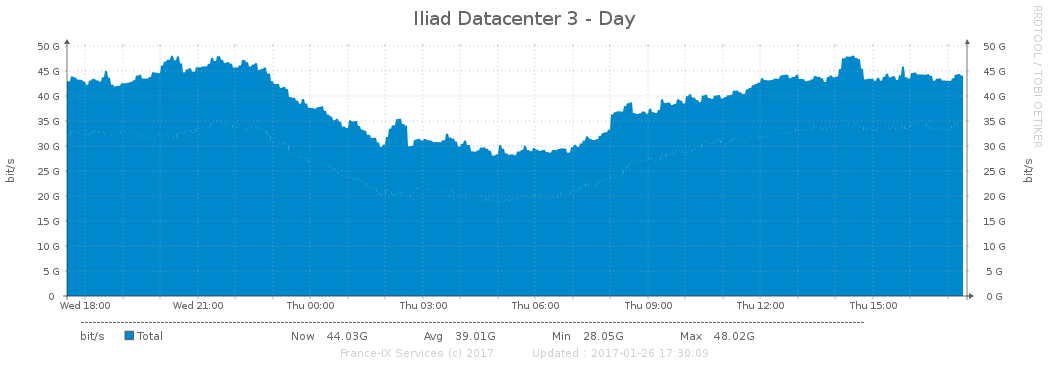 Iliad Datacenter 3 - Day
RRDTOOL / TOBI OETIKER
bit/s
50 G
45 G
40 G
35 G
30 G
25 G
20 G
15 G
10 G
5 G
0
50 G
45 G
40 G
35 G
30 G
25 G
20 G
15 G
10 G
5 G
0 G
bit/s
Wed 18:00 Wed 21:00 Thu 00:00 Thu 03:00 Thu 06:00 Thu 09:00 Thu 12:00 Thu 15:00
bit/s Total Now 44.03G Avg 39.01G Min 28.05G Max 48.02G
France-IX Services (c) 2017 Updated : 2017-01-26 17:30:09